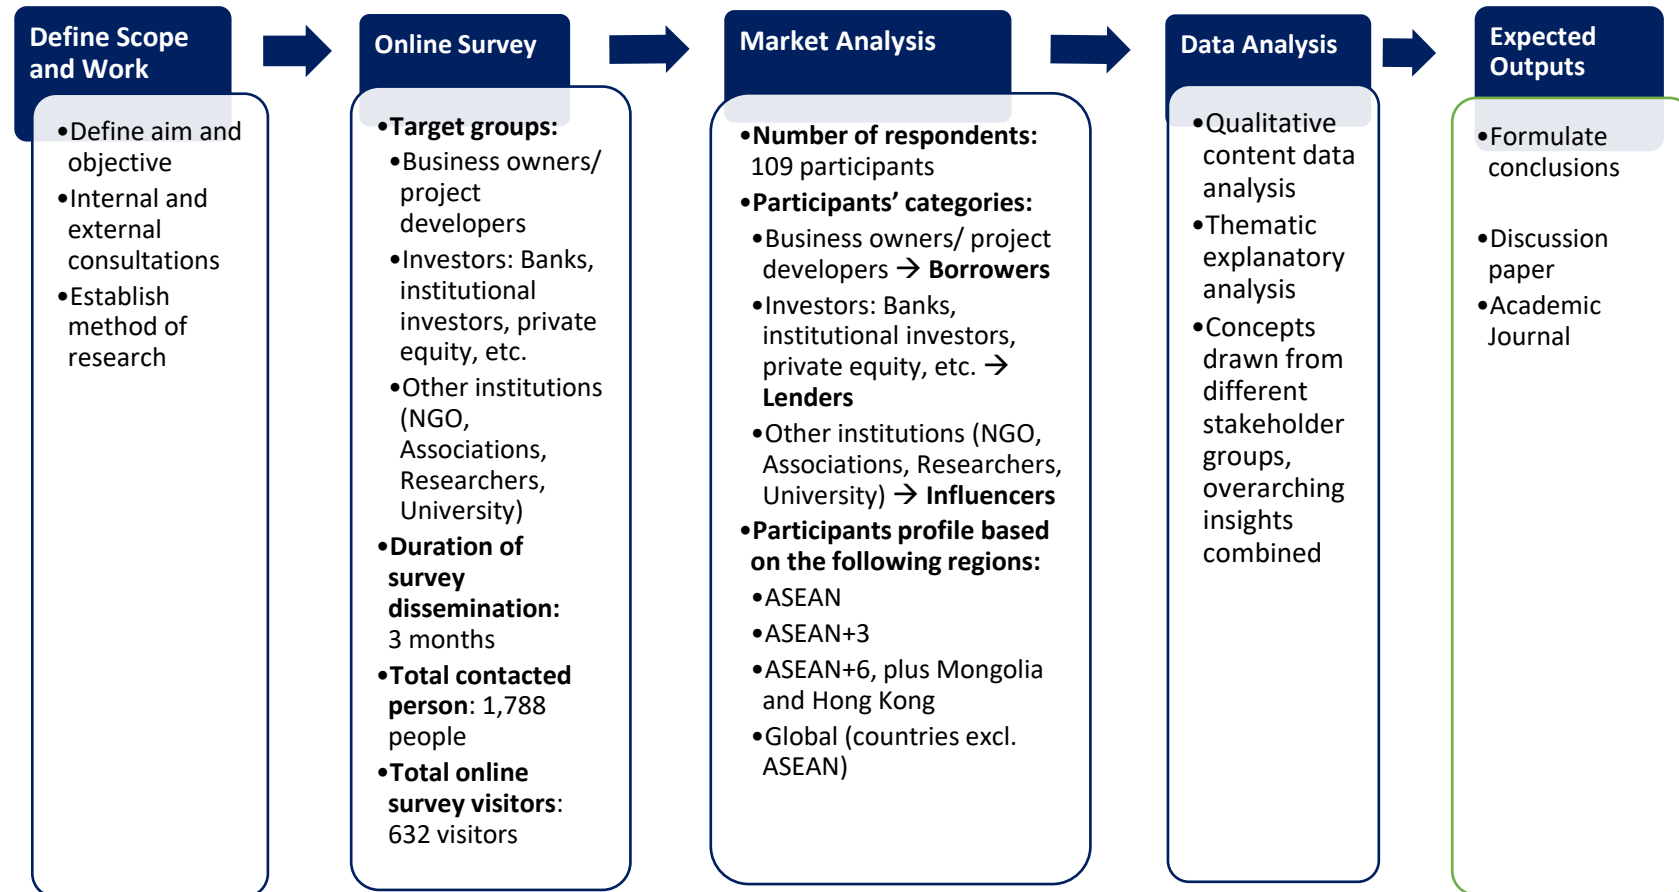 Define Scope
and Work
•Define aim and
objective
•Internal and
external
consultations
•Establish
method of
research
Online Survey
•Target groups:
•Business owners/
project
developers
•Investors: Banks,
institutional
investors, private
equity, etc.
•Other institutions
(NGO,
Associations,
Researchers,
University)
•Duration of
survey
dissemination:
3 months
•Total contacted
person: 1,788
people
•Total online
survey visitors:
632 visitors
Market Analysis
•Number of respondents:
109 participants
•Participants’ categories:
•Business owners/ project
developers → Borrowers
•Investors: Banks,
institutional investors,
private equity, etc. →
Lenders
•Other institutions (NGO,
Associations, Researchers,
University) → Influencers
•Participants profile based
on the following regions:
•ASEAN
•ASEAN+3
•ASEAN+6, plus Mongolia
and Hong Kong
•Global (countries excl.
ASEAN)
Data Analysis
•Qualitative
content data
analysis
•Thematic
explanatory
analysis
•Concepts
drawn from
different
stakeholder
groups,
overarching
insights
combined
Expected
Outputs
•Formulate
conclusions
•Discussion
paper
•Academic
Journal